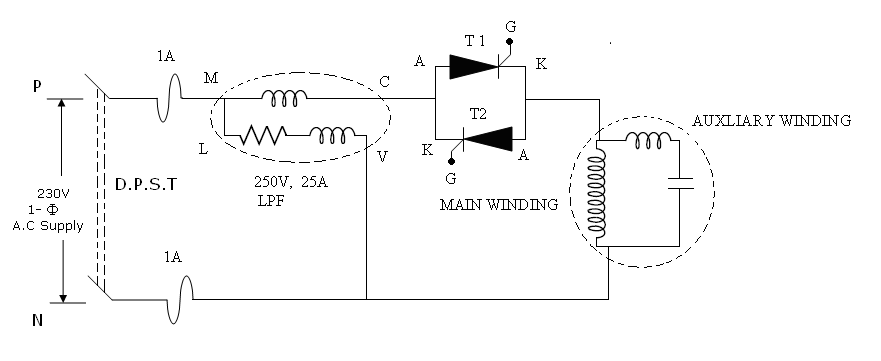 P
1A
M
C
L
V
250V, 25A
LPF
D.P.S.T
230V
1- Φ
A.C Supply
1A
N
A
T 1
G
K
T2
K
A
G
MAIN WINDING
AUXLIARY WINDING